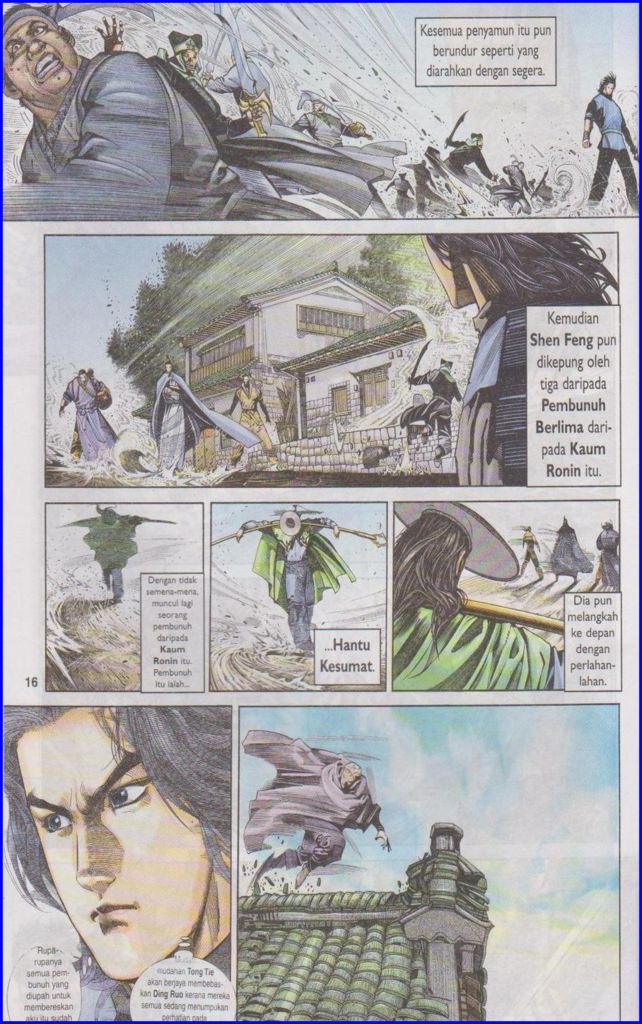 Kesemua penyamun itu pun
berundur seperti yang
diarahkan dengan segera.
Kemudian
Shen Feng pun
dikepung oleh
tiga daripada
Pembunuh
Berlima dari-
pada Kaum
Ronin itu.
Dengan tidak
semena-mena,
muncul lagi
seorang
pembunuh
daripada
Kaum
Ronin itu.
Pembunuh
itu ialah...
...Hantu
Kesumat.
Dia pun
melangkah
ke depan
dengan
perlahan-
lahan.
16
Rupa-
rupanya
semua pem-
bunuh yang
diupah untuk
membereskan
aku itu sudah
mudahan Tong Tie
akan berjaya membebas-
kan Ding Ruo kerana mereka
semua sedang menumpukan
perhatian pada